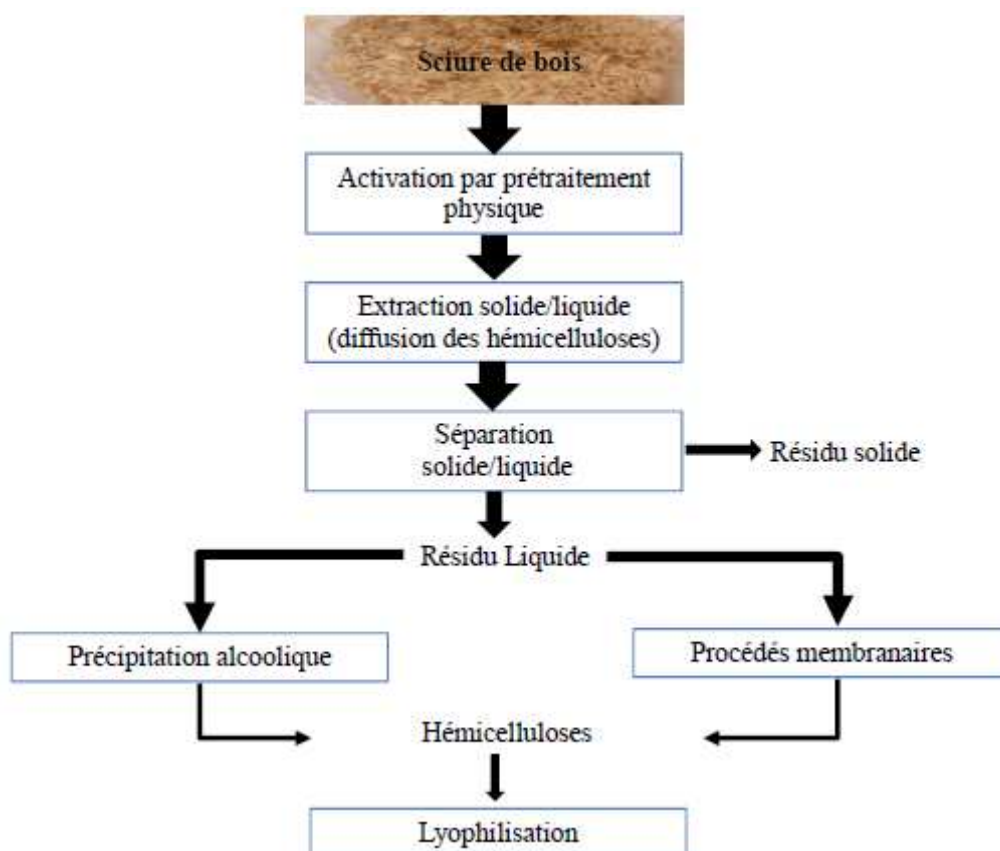 Sciure de bois
Activation par prétraitement
physique
Extraction solide/liquide
(diffusion des hémicelluloses)
Séparation
solide/liquide
Résidu solide
Résidu Liquide
Précipitation alcoolique
Procédés membranaires
Hémicelluloses
Lyophilisation